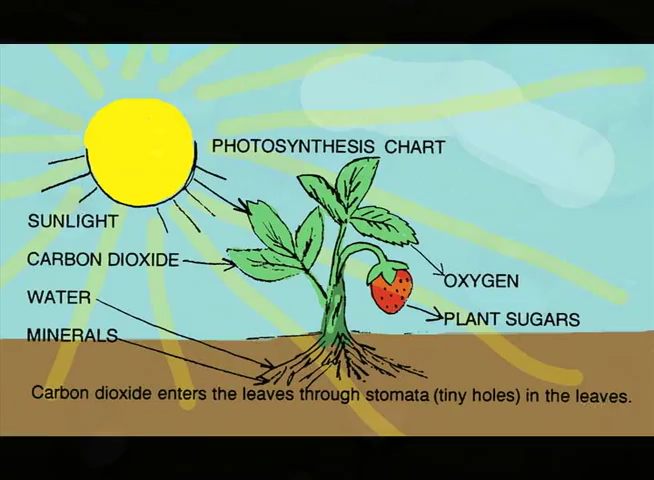 PHOTOSYNTHESIS CHART
SUNLIGHT
CARBON DIOXIDE
WATER
MINERALS
OXYGEN
PLANT SUGARS
Carbon dioxide enters the leaves through stomata (tiny holes) in the leaves.